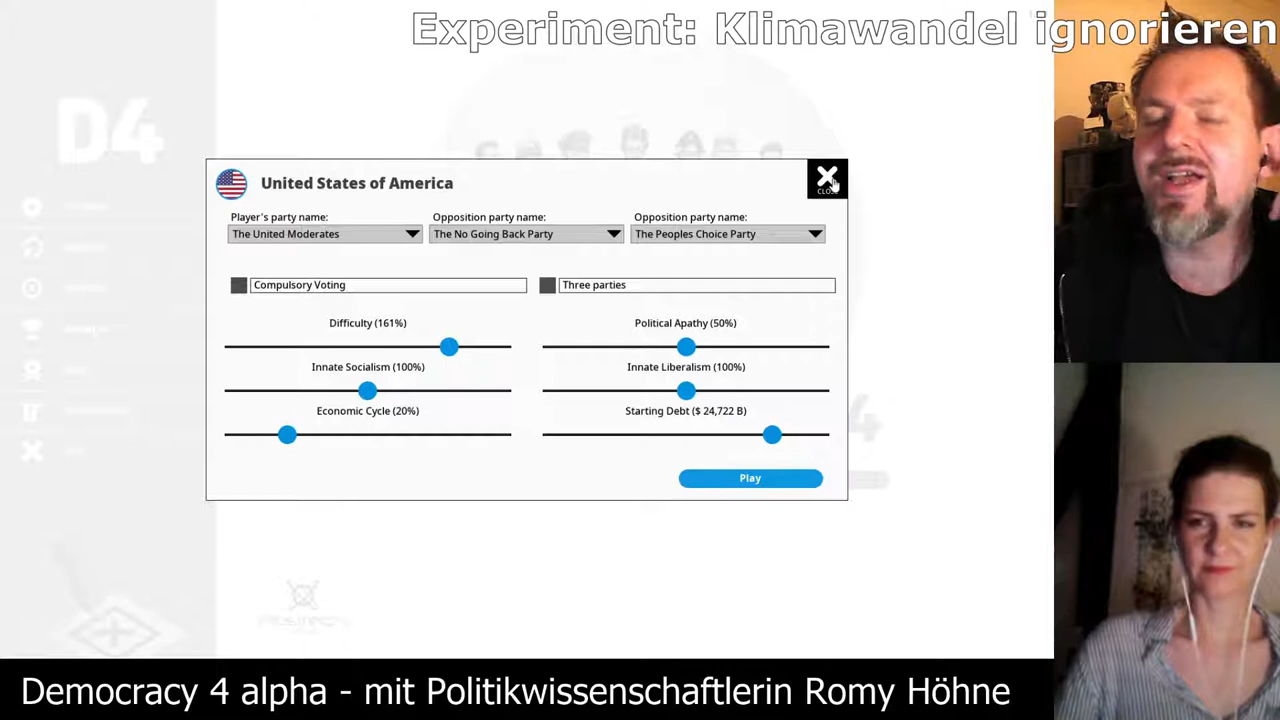 Experiment: Klimawandel ignorieren
D4
United States of America
CLOSE
Player's party name:
Opposition party name:
Opposition party name:
The United Moderates
The No Going Back Party
The Peoples Choice Party
Compulsory Voting
Three parties
Difficulty (161%)
Political Apathy (50%)
Innate Socialism (100%)
Innate Liberalism (100%)
Economic Cycle (20%)
Starting Debt ($ 24,722 B)
Play
Democracy 4 alpha - mit Politikwissenschaftlerin Romy Höhne